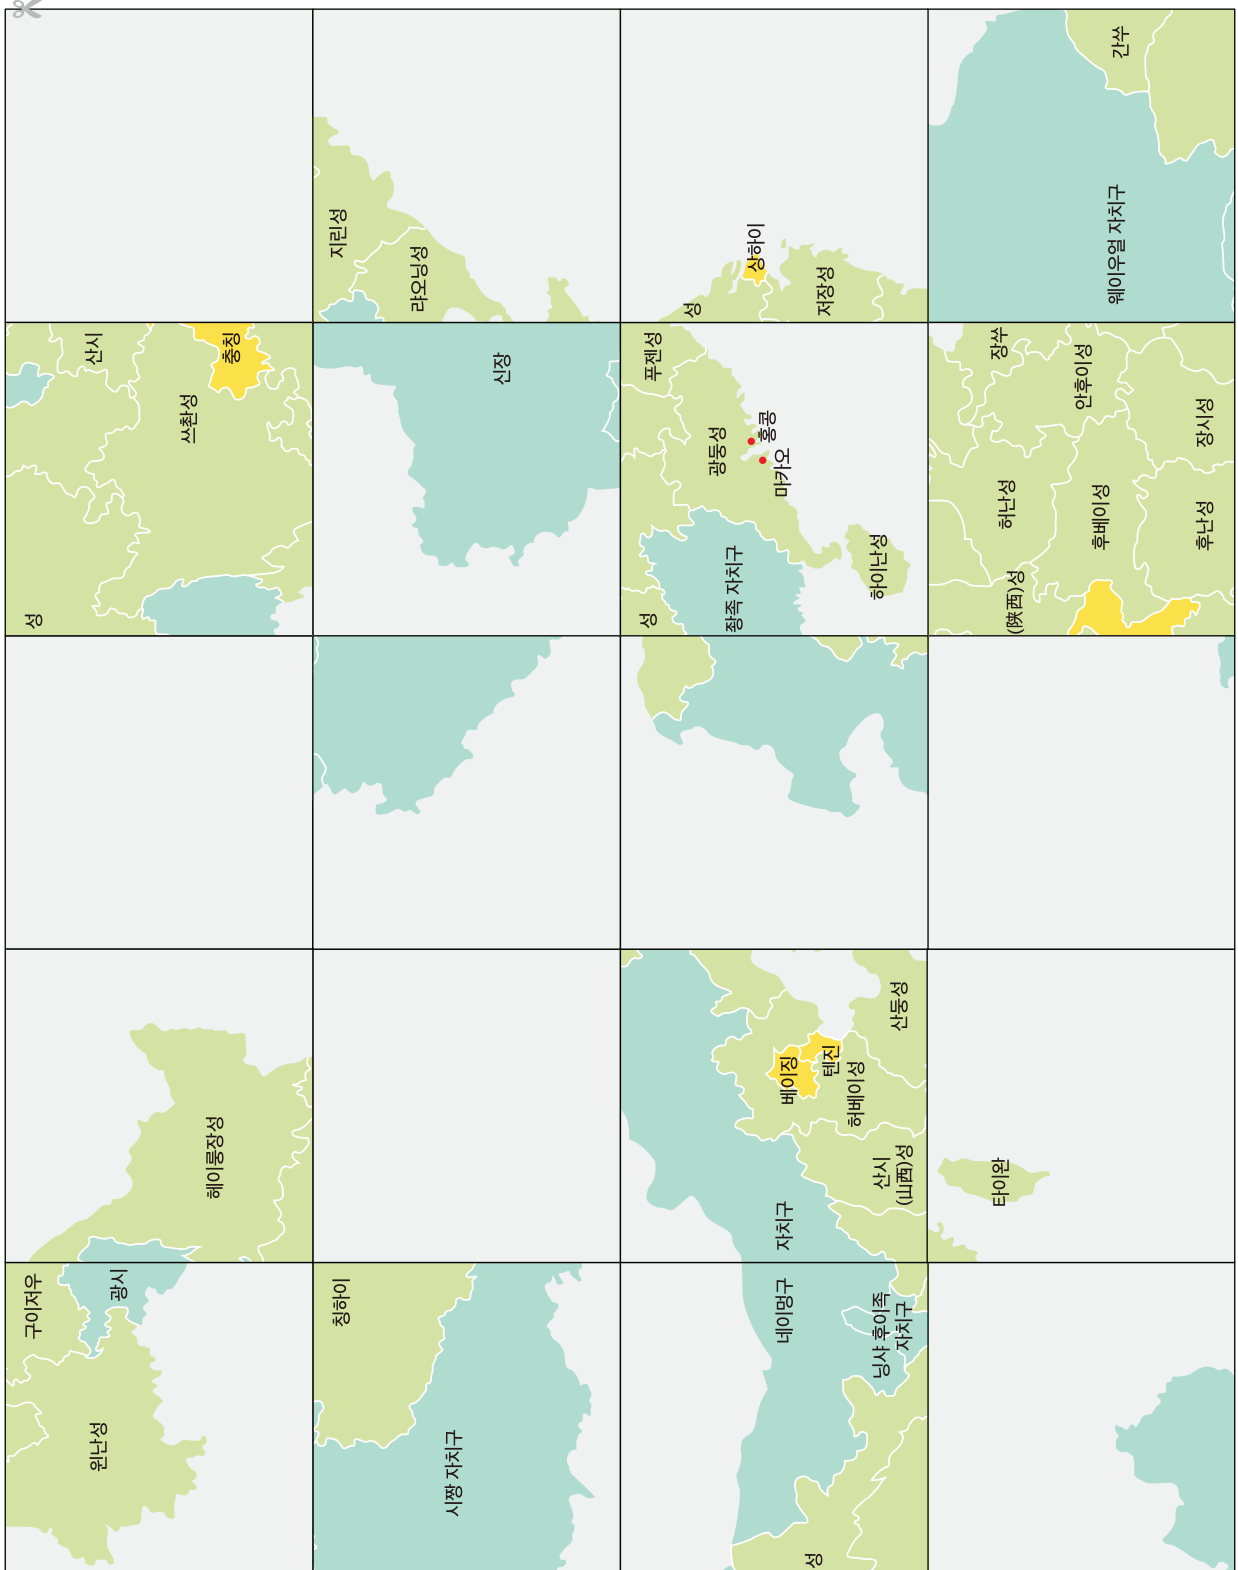 구이저우
광시
윈난성
헤이룽장성
성
산시
쓰촨성
충칭
칭하이
시짱 자치구
신장
지린성
랴오닝성
네이멍구
성
닝샤 후이족
자치구
자치구
베이징
톈진
허베이성
산시
(山西)성
산둥성
성
푸젠성
광둥성
좡족 자치구
홍콩
마카오
하이난성
성
상하이
저장성
타이완
장쑤
허난성
(陝西)성
안후이성
후베이성
장시성
후난성
간쑤
웨이우얼 자치구